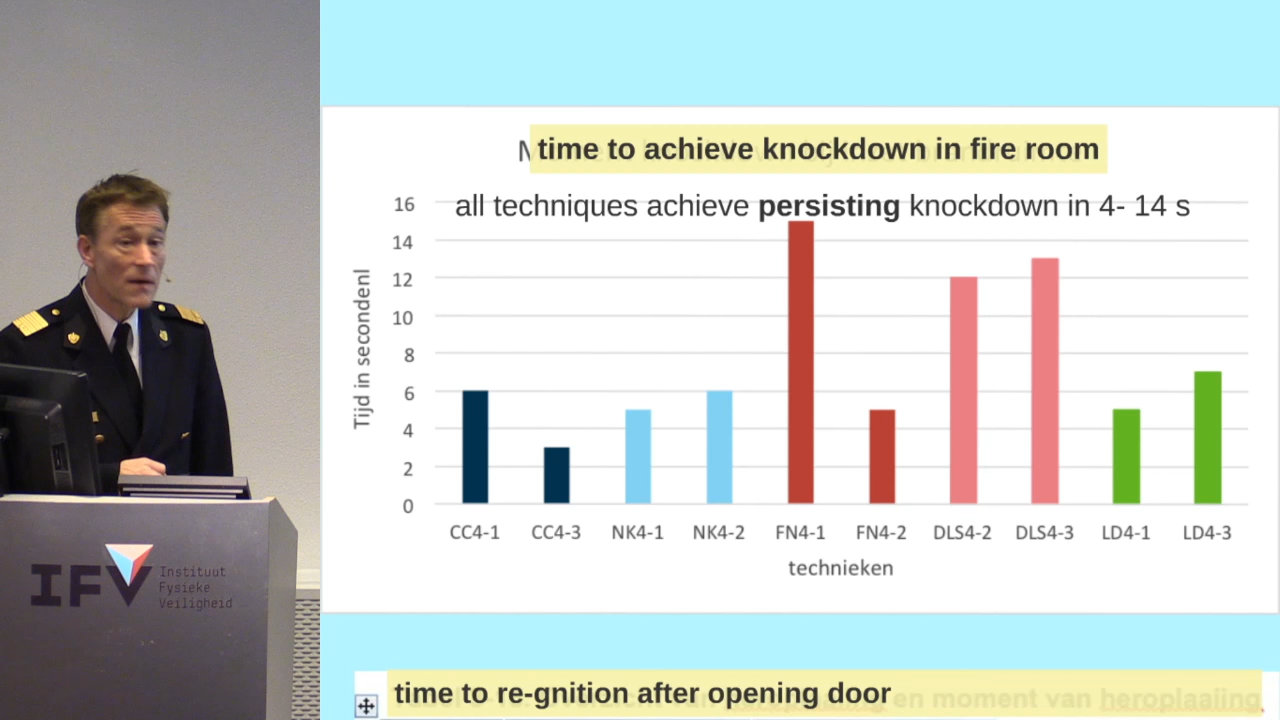 time to achieve knockdown in fire room
all techniques achieve persisting knockdown in 4- 14 s
16
14
12
10
8
6
4
2
0
Tijd in secondenl
CC4-1 CC4-3 NK4-1 NK4-2 FN4-1 FN4-2 DLS4-2 DLS4-3 LD4-1 LD4-3
technieken
time to re-gnition after opening door en moment van heroplaaiing.
IFV Instituut
Fysieke
Veiligheid